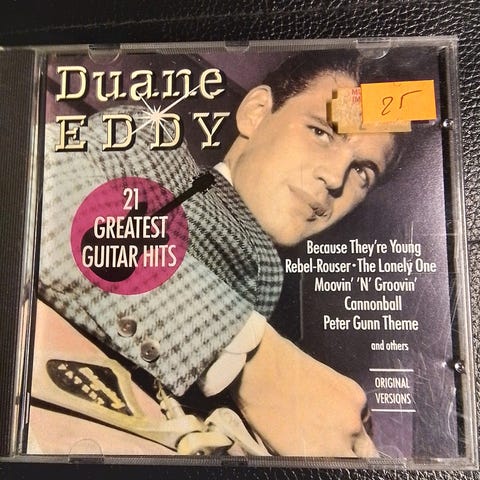 Duane
EDDY
25
21
GREATEST
GUITAR HITS
Because They're Young
Rebel-Rouser • The Lonely One
Moovin' 'N' Groovin'
Cannonball
Peter Gunn Theme
and others
ORIGINAL
VERSIONS